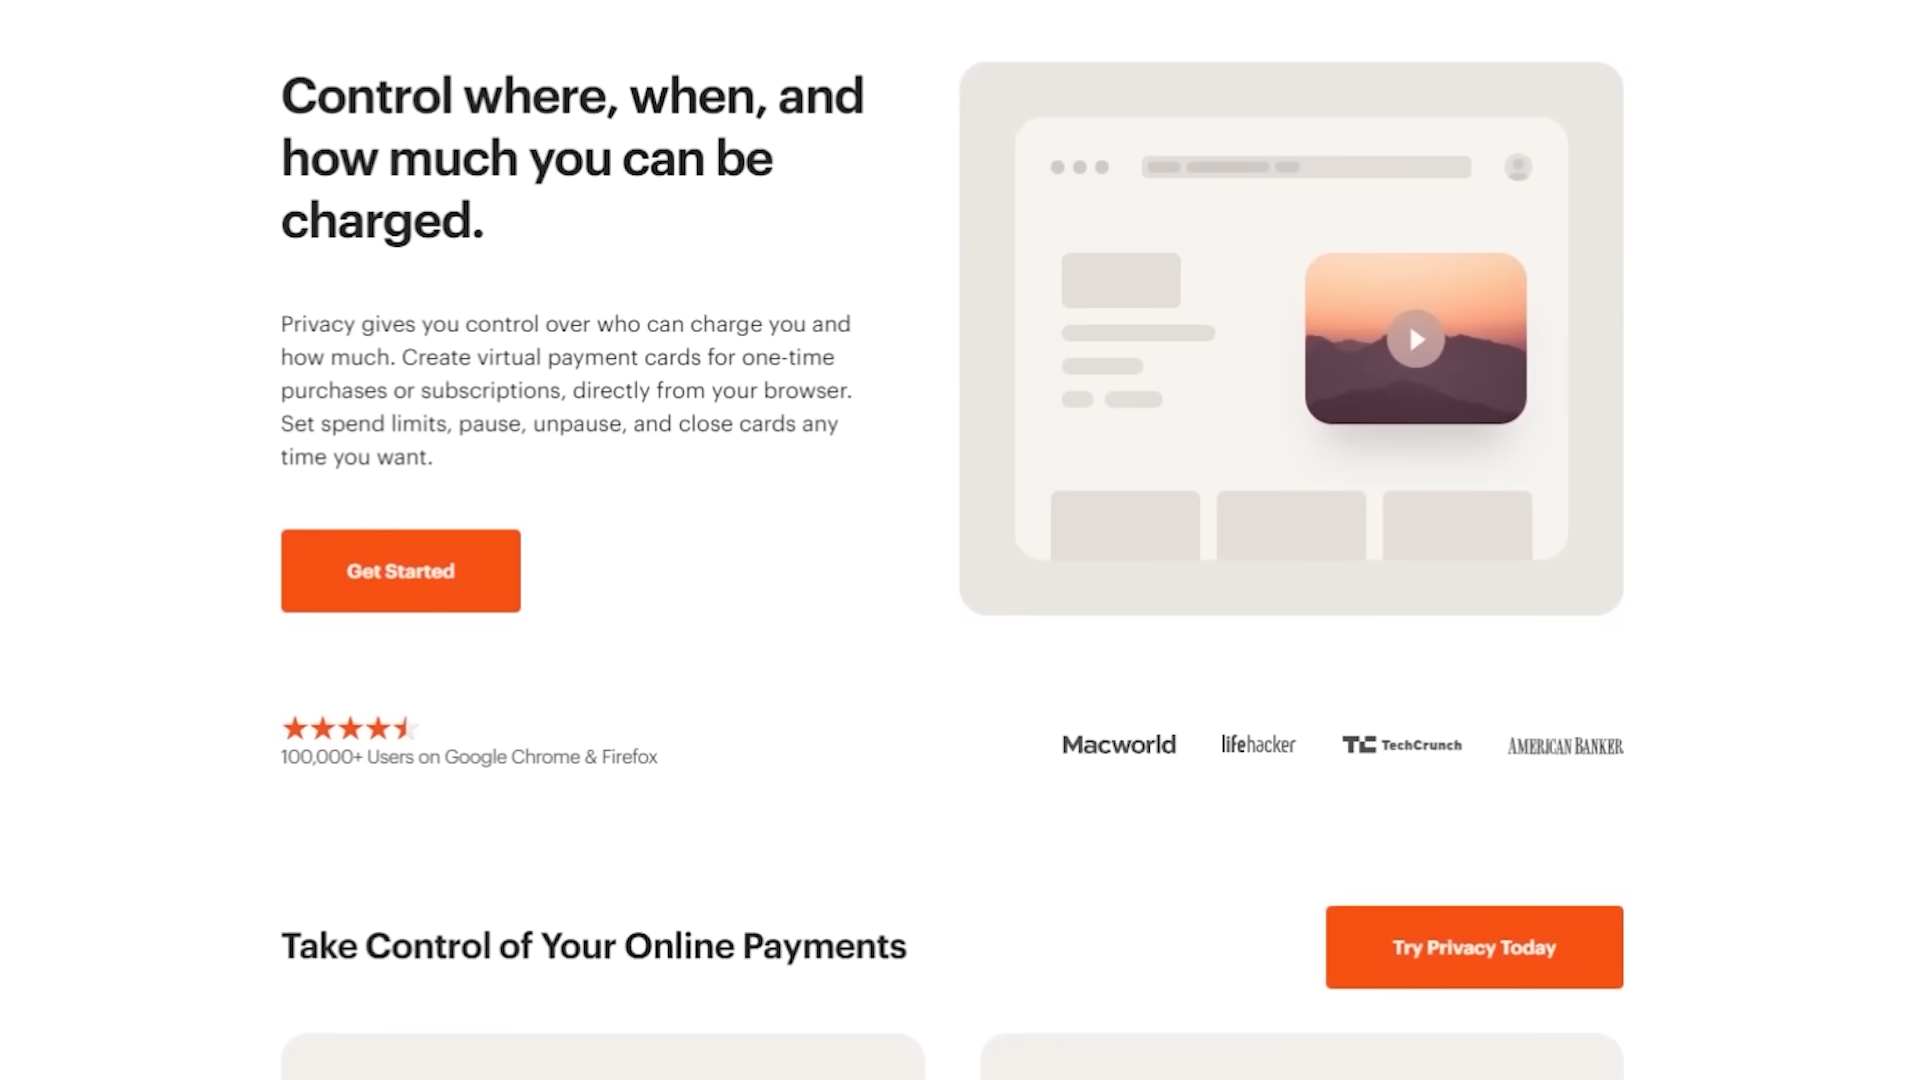 Control where, when, and
how much you can be
charged.
Privacy gives you control over who can charge you and
how much. Create virtual payment cards for one-time
purchases or subscriptions, directly from your browser.
Set spend limits, pause, unpause, and close cards any
time you want.
Get Started
100,000+ Users on Google Chrome & Firefox
Macworld
lifehacker
TC TechCrunch
AMERICAN BANKER
Take Control of Your Online Payments
Try Privacy Today